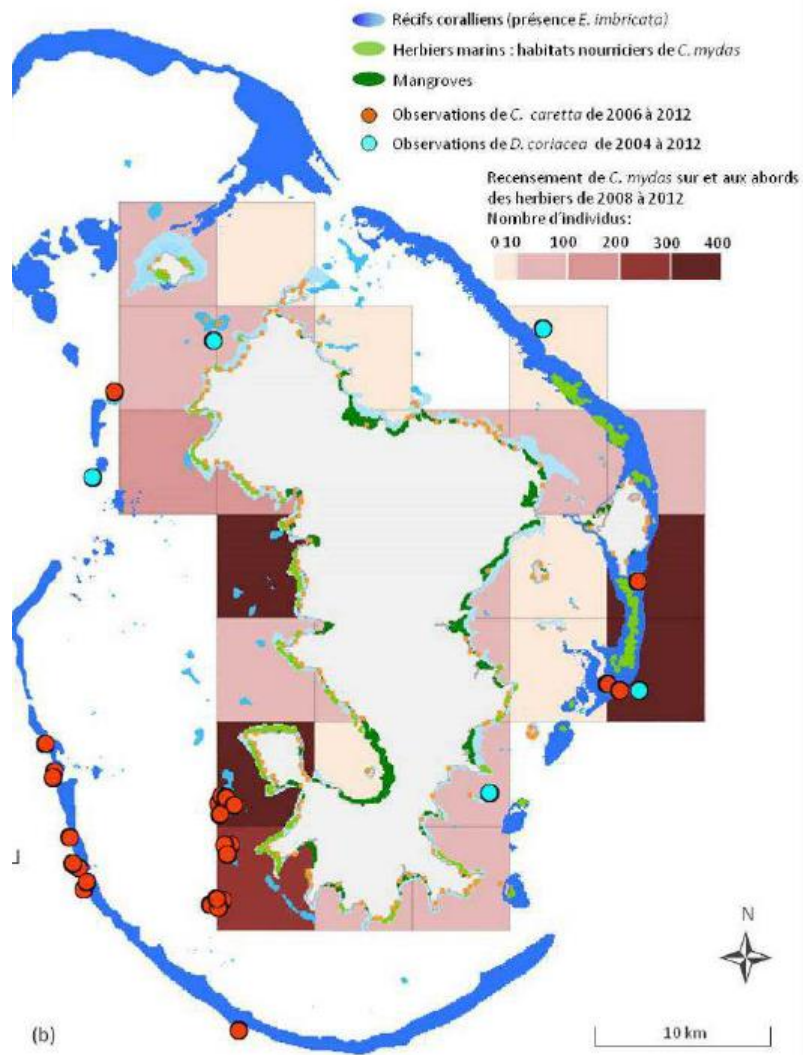 Récifs coralliens (présence E. imbricata)
Herbiers marins : habitats nourriciers de C. mydas
Mangroves
Observations de C. caretta de 2006 à 2012
Observations de D. coriacea de 2004 à 2012
Recensement de C. mydas sur et aux abords
des herbiers de 2008 à 2012
Nombre d'individus:
0 10 100 200 300 400
N
(b)
10 km